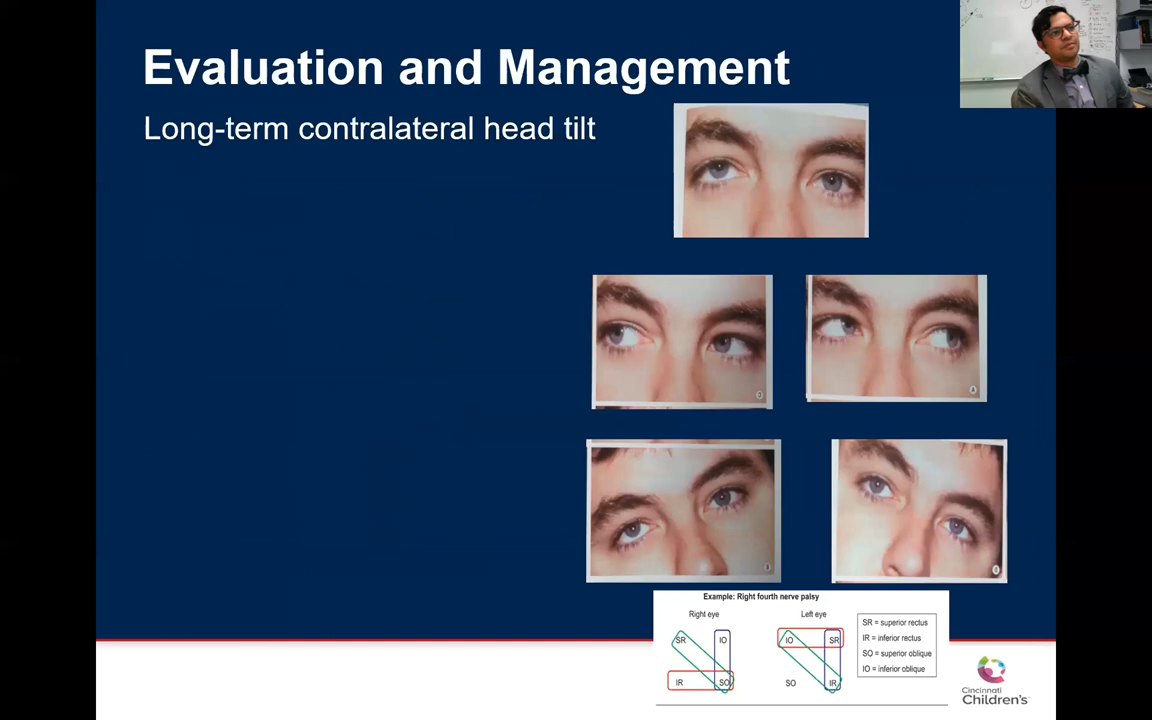 Evaluation and Management
Long-term contralateral head tilt
3
Example: Right fourth nerve palsy
Right eye
Left eye
SR IO
IR SO
IO SR
SO IR
SR = superior rectus
IR = inferior rectus
SO = superior oblique
IO = inferior oblique
Cincinnati
Children's